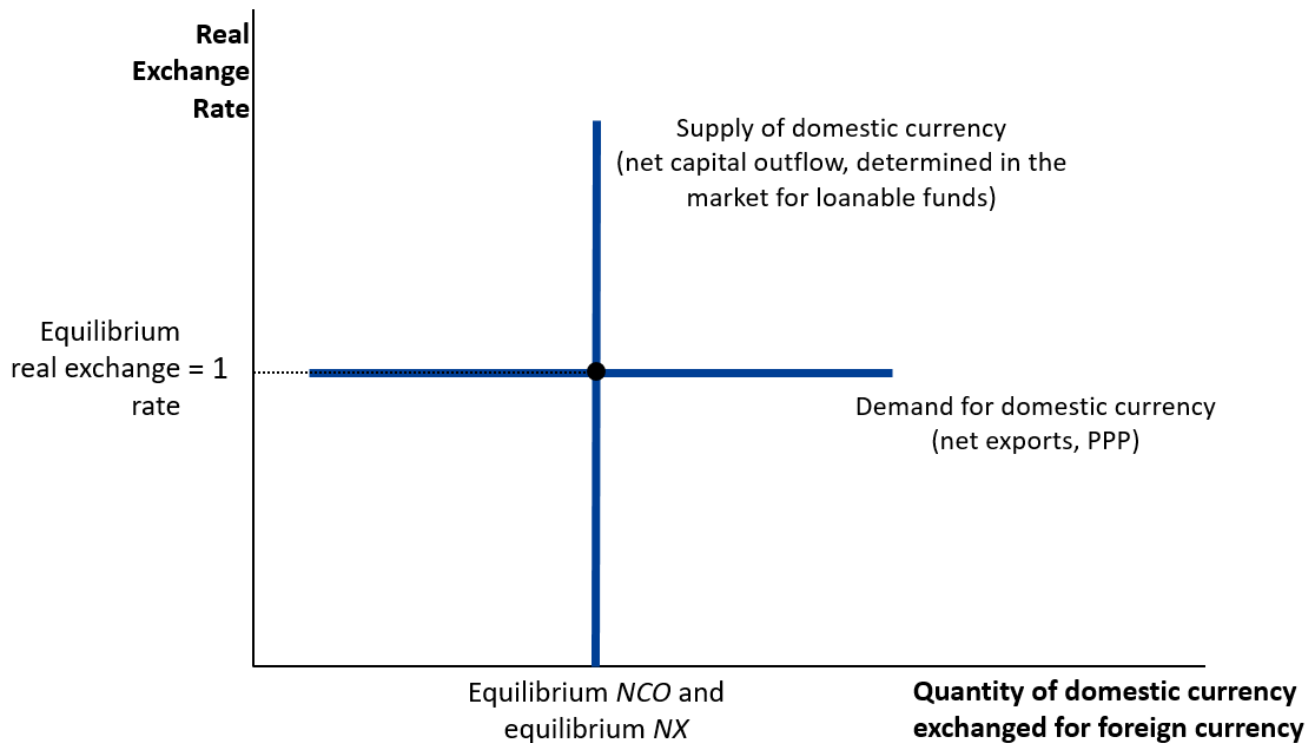 Real
Exchange
Rate
Supply of domestic currency
(net capital outflow, determined in the
market for loanable funds)
Equilibrium
real exchange = 1
rate
Demand for domestic currency
(net exports, PPP)
Equilibrium NCO and
equilibrium NX
Quantity of domestic currency
exchanged for foreign currency